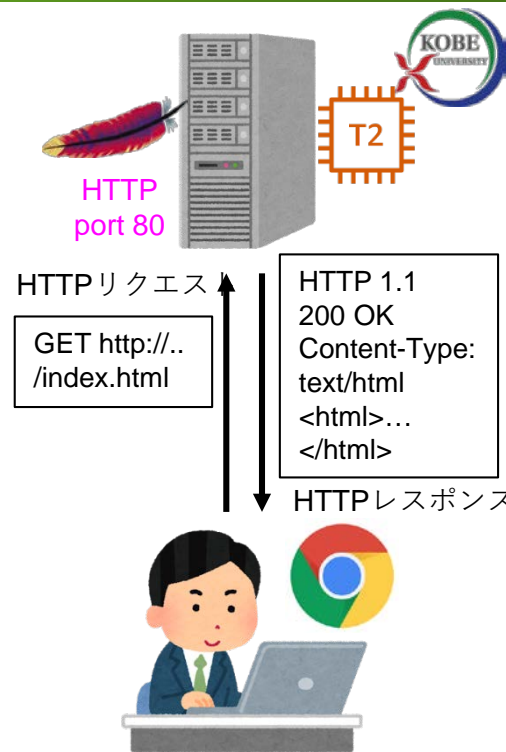 KOBE
UNIVERSITY
T2
HTTP
port 80
HTTPリクエスト
GET http://..
/index.html
HTTP 1.1
200 OK
Content-Type:
text/html
<html>…
</html>
HTTPレスポンス